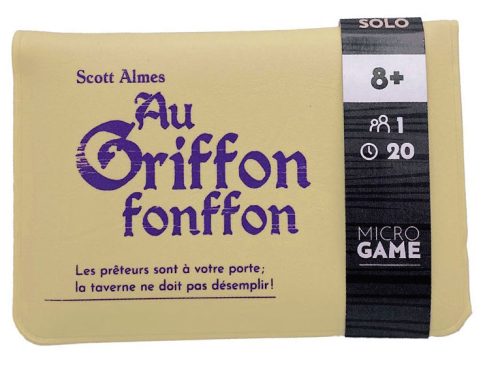 Scott Almes
Au
Griffon
fonffon
Les prêteurs sont à votre porte;
la taverne ne doit pas désemplir!
SOLO
8+
1
20
MICRO
GAME